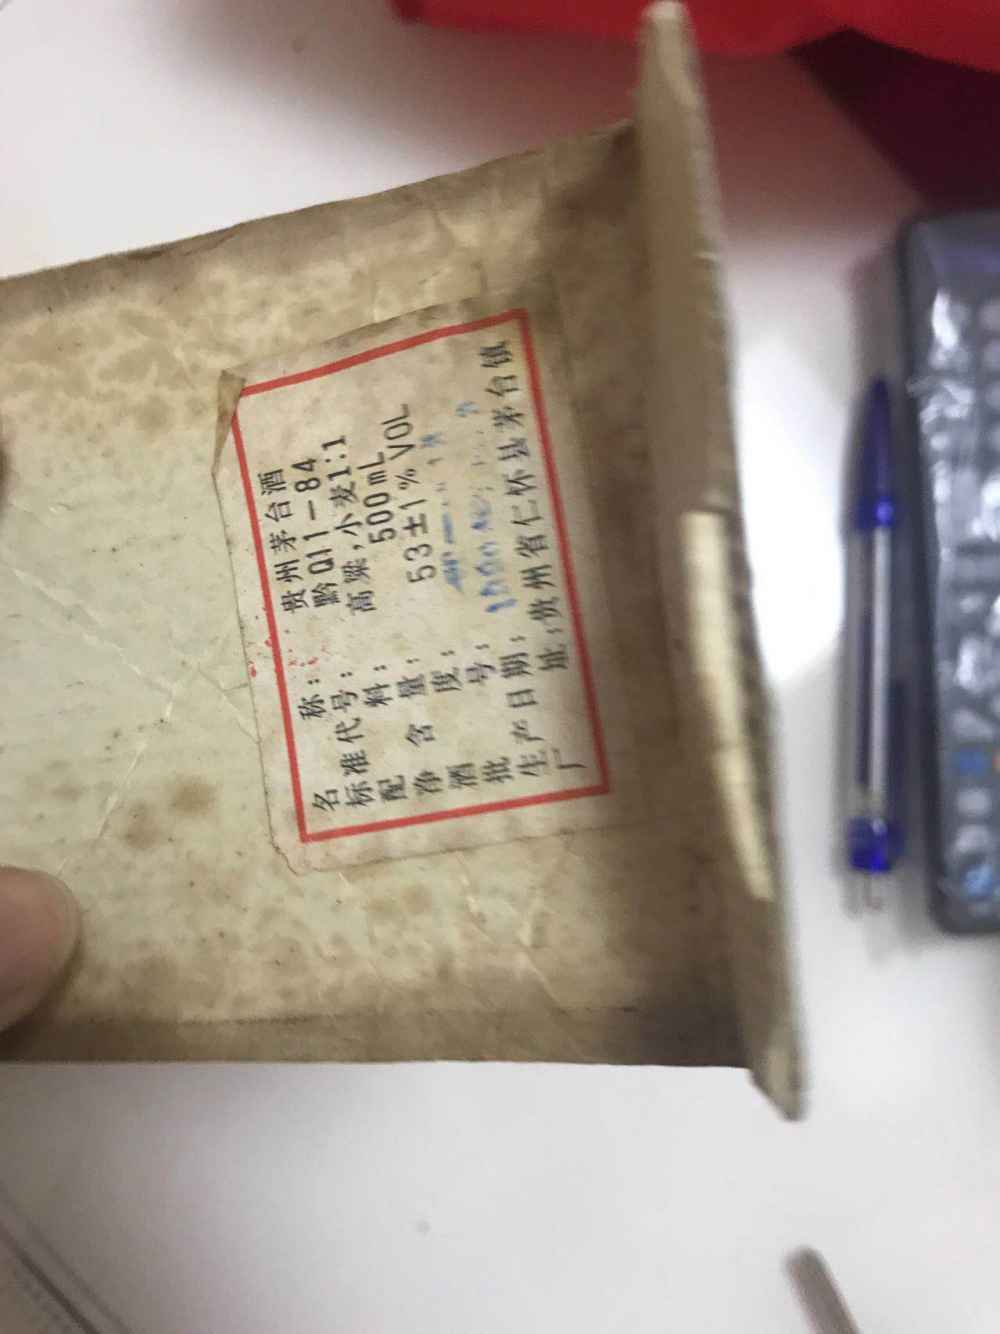 名 称：贵州茅台酒
标准代号：黔Q11—84
配 料：高粱，小麦1:1
净 含 量：500mL
酒 度：53±1% VOL
批 号：
生产日期：
厂 址：贵州省仁怀县茅台镇